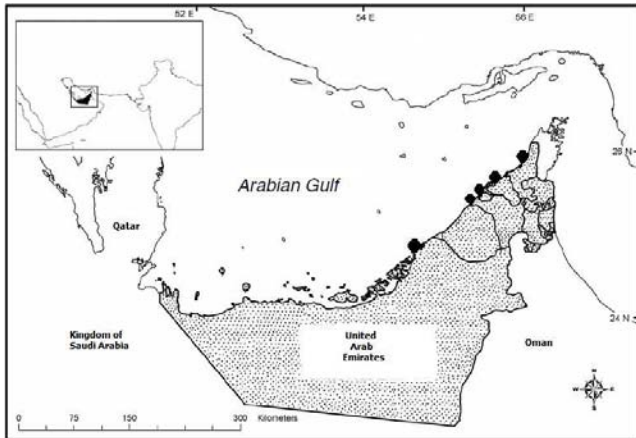 52 E 54 E 56 E
26 N
Arabian Gulf
Qatar
24 N
Kingdom of
Saudi Arabia
United
Arab
Emirates
Oman
N
W E
S
0 75 150 300 Kilometers